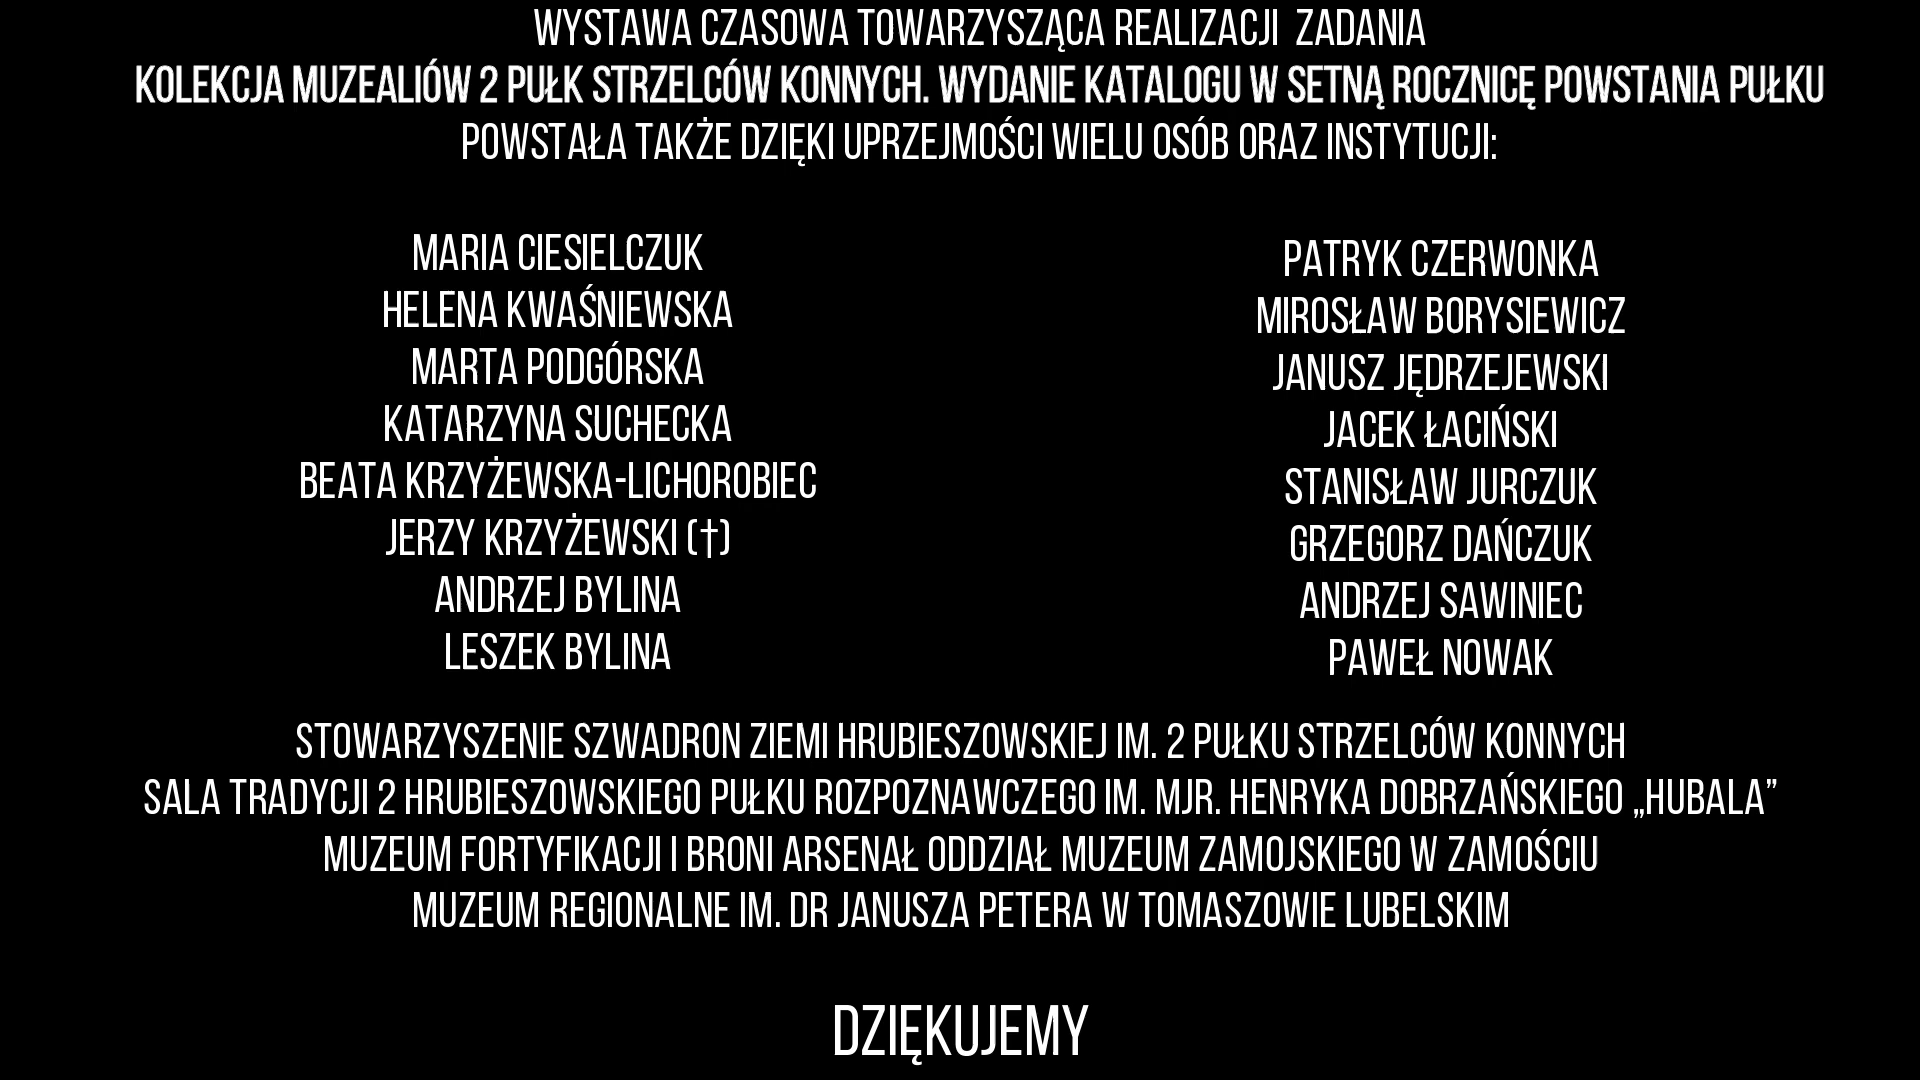 WYSTAWA CZASOWA TOWARZYSZĄCA REALIZACJI ZADANIA
KOLEKCJA MUZEALIÓW 2 PUŁK STRZELCÓW KONNYCH. WYDANIE KATALOGU W SETNĄ ROCZNICĘ POWSTANIA PUŁKU
POWSTAŁA TAKŻE DZIĘKI UPRZEJMOŚCI WIELU OSÓB ORAZ INSTYTUCJI:
MARIA CIESIELCZUK
HELENA KWAŚNIEWSKA
MARTA PODGÓRSKA
KATARZYNA SUCHECKA
BEATA KRZYŻEWSKA-LICHOROBIEC
JERZY KRZYŻEWSKI (†)
ANDRZEJ BYLINA
LESZEK BYLINA
PATRYK CZERWONKA
MIROSŁAW BORYSIEWICZ
JANUSZ JĘDRZEJEWSKI
JACEK ŁACIŃSKI
STANISŁAW JURCZUK
GRZEGORZ DAŃCZUK
ANDRZEJ SAWINIEC
PAWEŁ NOWAK
STOWARZYSZENIE SZWADRON ZIEMI HRUBIESZOWSKIEJ IM. 2 PUŁKU STRZELCÓW KONNYCH
SALA TRADYCJI 2 HRUBIESZOWSKIEGO PUŁKU ROZPOZNAWCZEGO IM. MJR. HENRYKA DOBRZAŃSKIEGO „HUBALA”
MUZEUM FORTYFIKACJI I BRONI ARSENAŁ ODDZIAŁ MUZEUM ZAMOJSKIEGO W ZAMOŚCIU
MUZEUM REGIONALNE IM. DR JANUSZA PETERA W TOMASZOWIE LUBELSKIM
DZIĘKUJEMY